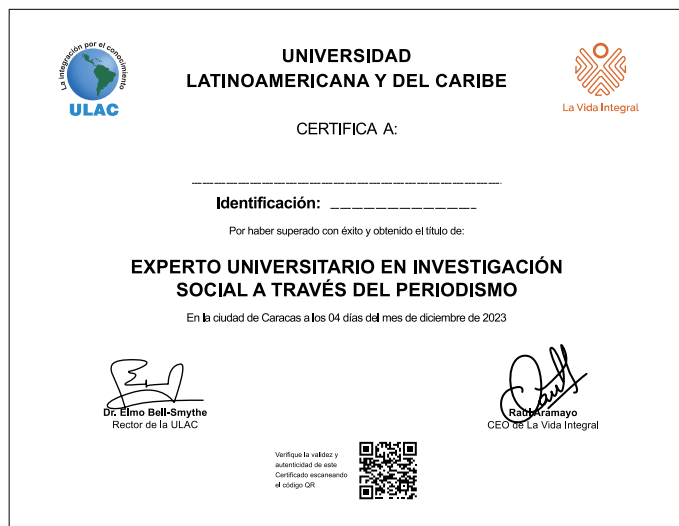 La integración por el conocimiento
ULAC
UNIVERSIDAD
LATINOAMERICANA Y DEL CARIBE
La Vida Integral
CERTIFICA A:
Identificación:
Por haber superado con éxito y obtenido el título de:
EXPERTO UNIVERSITARIO EN INVESTIGACIÓN
SOCIAL A TRAVÉS DEL PERIODISMO
En la ciudad de Caracas a los 04 días del mes de diciembre de 2023
Dr. Elmo Bell-Smythe
Rector de la ULAC
Raúl Aramayo
CEO de La Vida Integral
Verifique la validez y
autenticidad de este
Certificado escaneando
el código QR